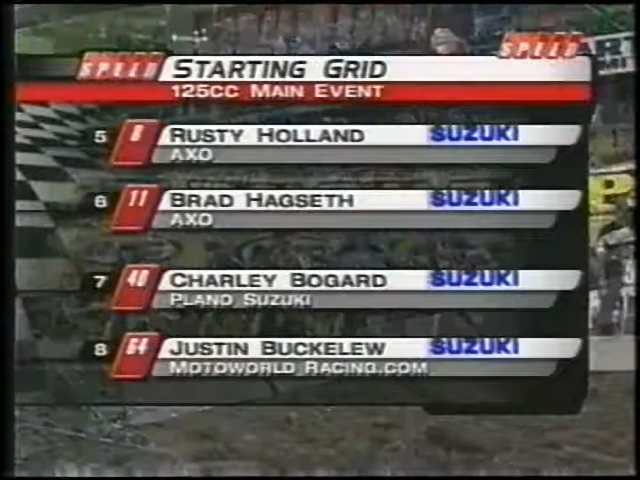 SPEED STARTING GRID SPEED
125CC MAIN EVENT
5 8 RUSTY HOLLAND SUZUKI
AXO
6 11 BRAD HAGSETH SUZUKI
AXO
7 40 CHARLEY BOGARD SUZUKI
PLANO SUZUKI
8 64 JUSTIN BUCKELEW SUZUKI
MOTOWORLD RACING.COM